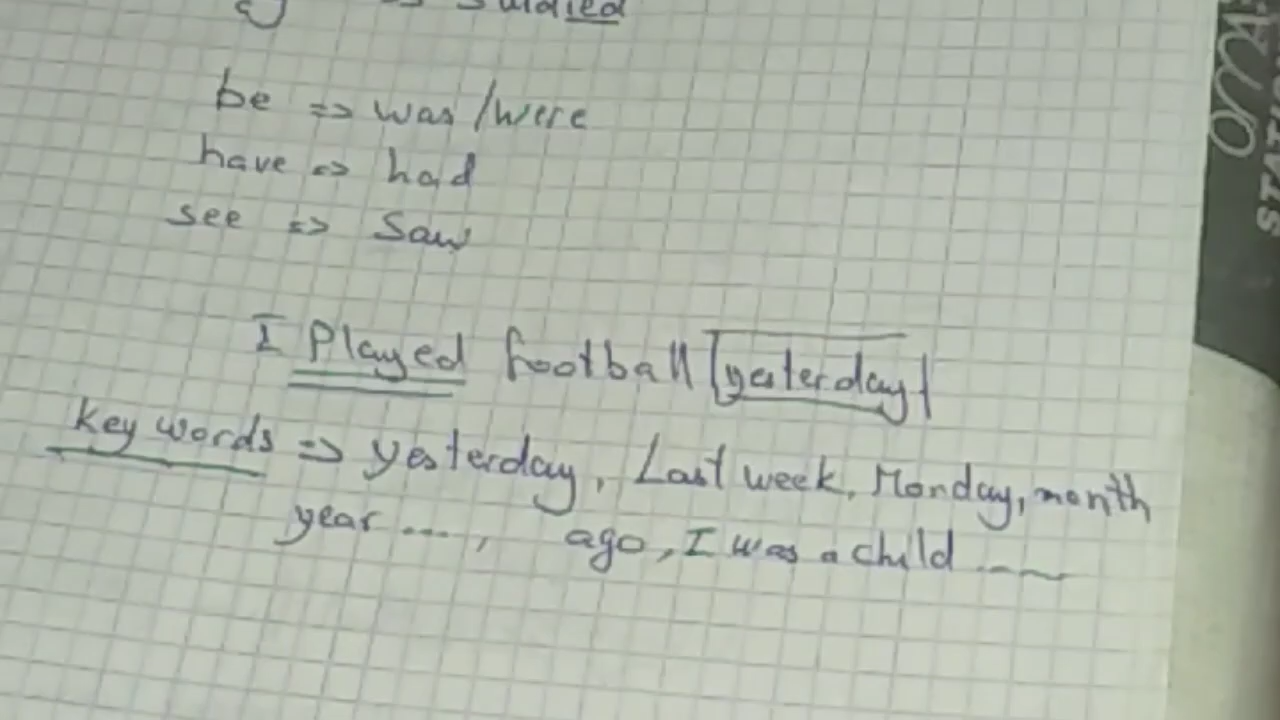 studied
be => was/were
have => had
see => Saw
I Played football yesterday
key words => yesterday, Last week, Monday, month
year ...., ago, I was a child ....